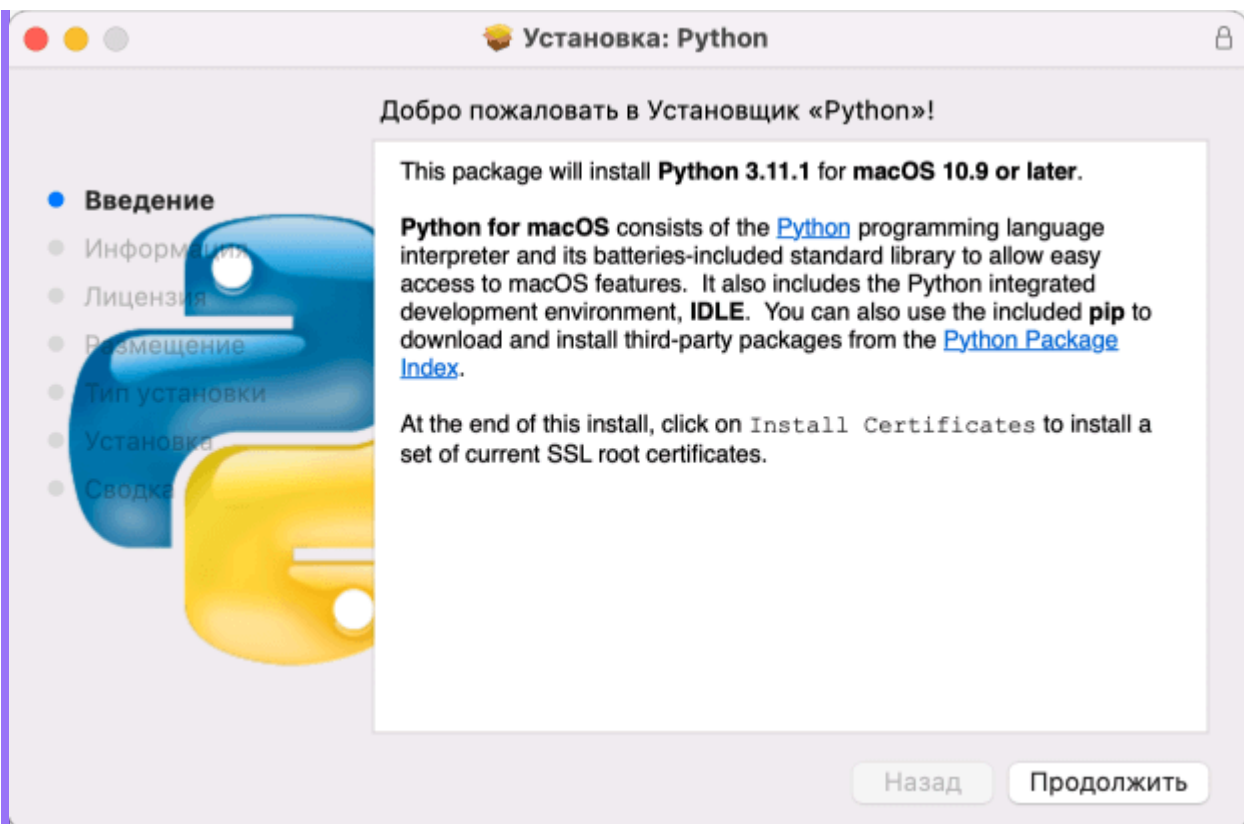 Установка: Python
Добро пожаловать в Установщик «Python»!
Введение
Информация
Лицензия
Размещение
Тип установки
Установка
Сводка
This package will install Python 3.11.1 for macOS 10.9 or later.
Python for macOS consists of the Python programming language
interpreter and its batteries-included standard library to allow easy
access to macOS features.  It also includes the Python integrated
development environment, IDLE.  You can also use the included pip to
download and install third-party packages from the Python Package
Index.
At the end of this install, click on Install Certificates to install a
set of current SSL root certificates.
Назад
Продолжить